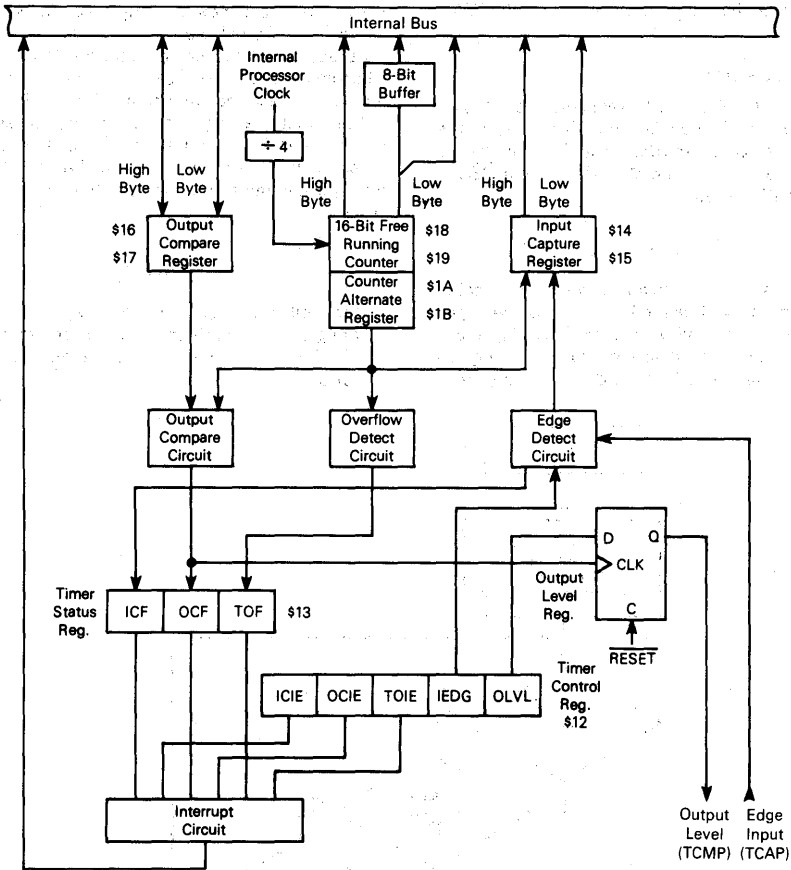 Internal Bus
Internal
Processor
Clock
8-Bit
Buffer
÷ 4
High
Byte
Low
Byte
High
Byte
Low
Byte
High
Byte
Low
Byte
$16
$17
Output
Compare
Register
16-Bit Free
Running
Counter
$18
$19
Counter
Alternate
Register
$1A
$1B
Input
Capture
Register
$14
$15
Output
Compare
Circuit
Overflow
Detect
Circuit
Edge
Detect
Circuit
D
Q
CLK
C
Output
Level
Reg.
RESET
Timer
Status
Reg.
ICF
OCF
TOF
$13
ICIE
OCIE
TOIE
IEDG
OLVL
Timer
Control
Reg.
$12
Interrupt
Circuit
Output
Level
(TCMP)
Edge
Input
(TCAP)